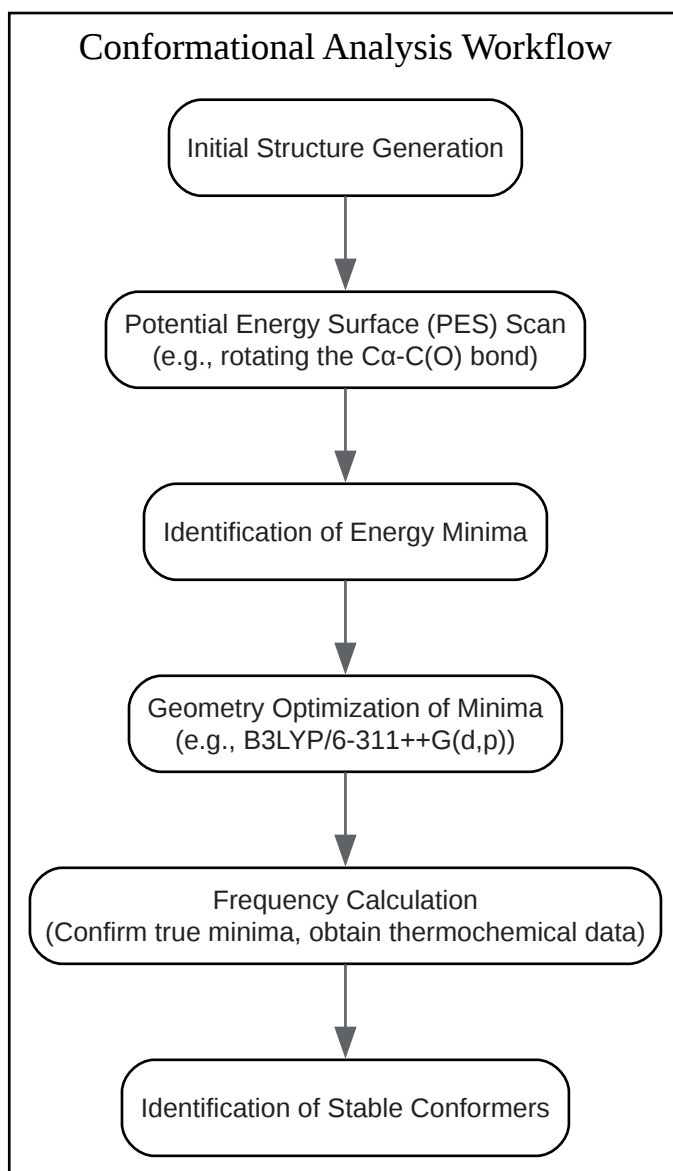 Conformational Analysis Workflow
Initial Structure Generation
Potential Energy Surface (PES) Scan
(e.g., rotating the Cα-C(O) bond)
Identification of Energy Minima
Geometry Optimization of Minima
(e.g., B3LYP/6-311++G(d,p))
Frequency Calculation
(Confirm true minima, obtain thermochemical data)
Identification of Stable Conformers